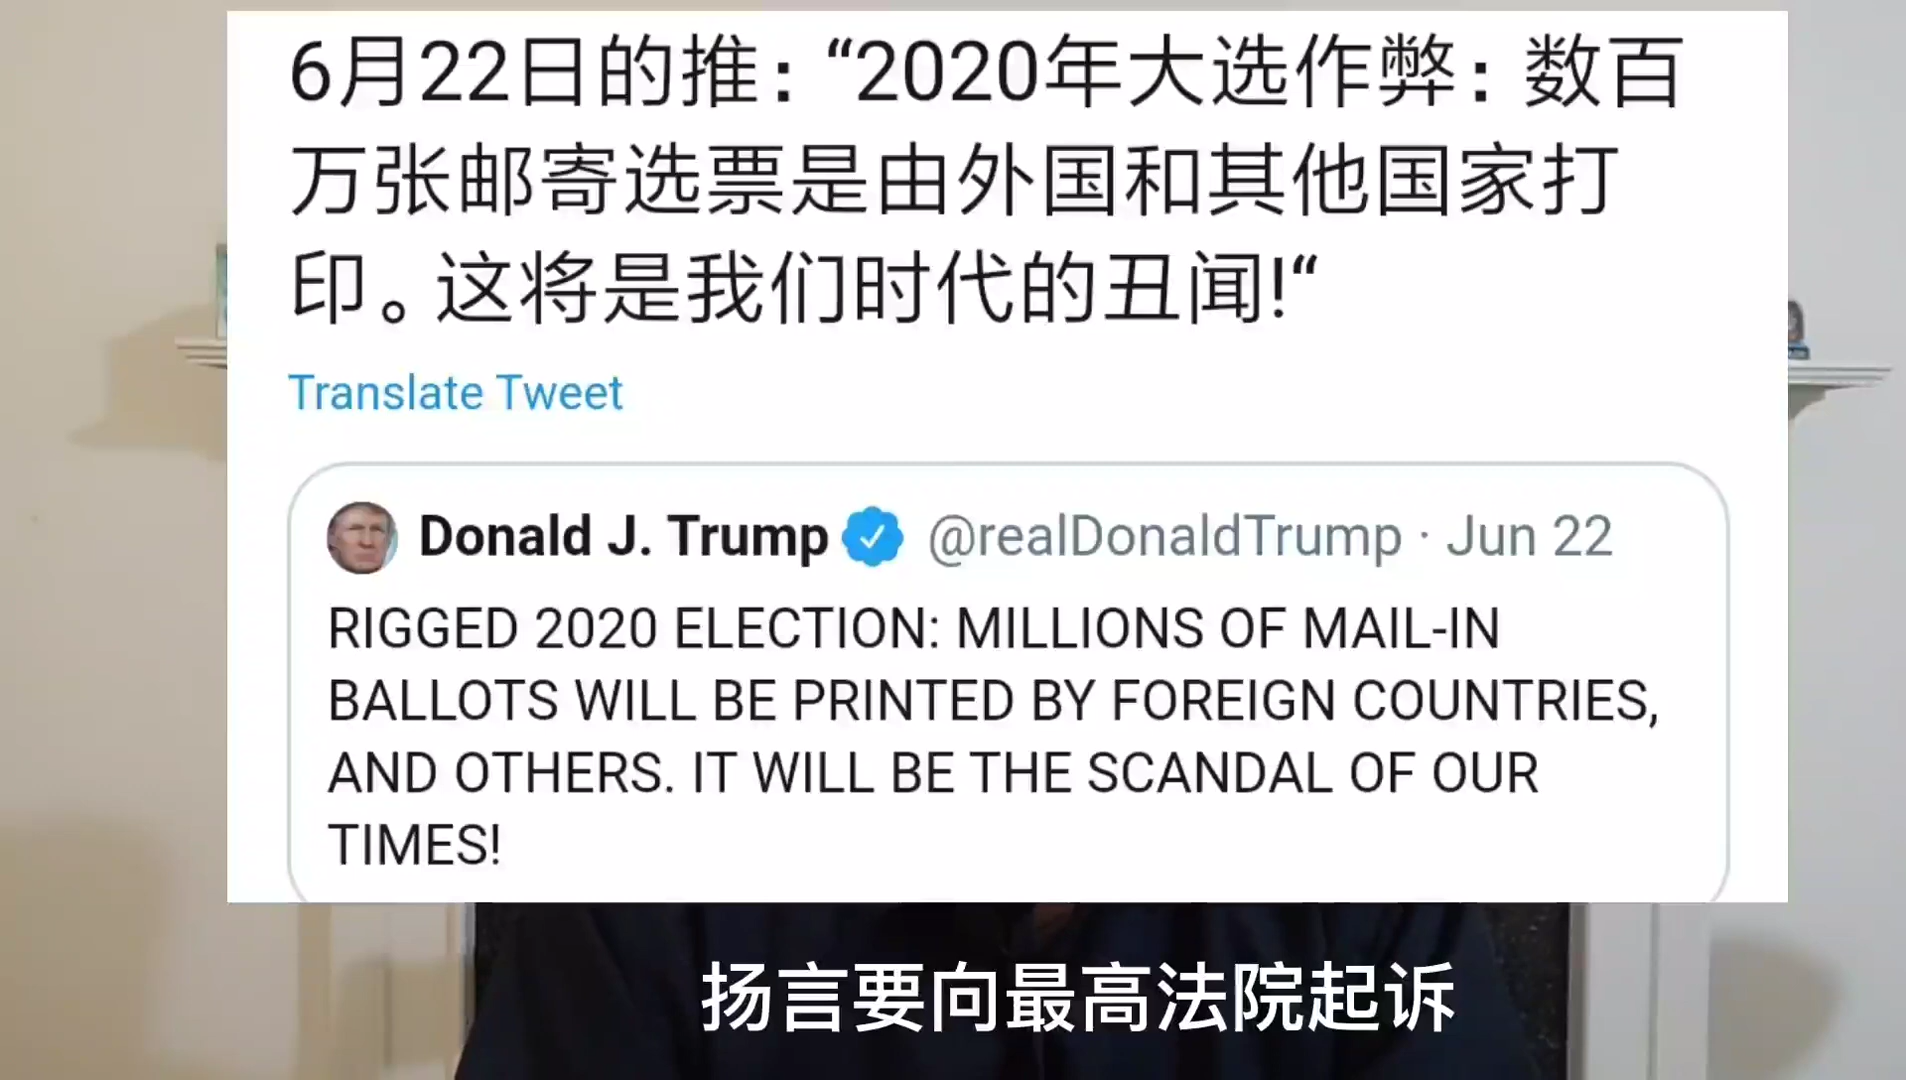 6月22日的推：“2020年大选作弊：数百
万张邮寄选票是由外国和其他国家打
印。这将是我们时代的丑闻!“
Translate Tweet
Donald J. Trump @realDonaldTrump · Jun 22
RIGGED 2020 ELECTION: MILLIONS OF MAIL-IN
BALLOTS WILL BE PRINTED BY FOREIGN COUNTRIES,
AND OTHERS. IT WILL BE THE SCANDAL OF OUR
TIMES!
扬言要向最高法院起诉